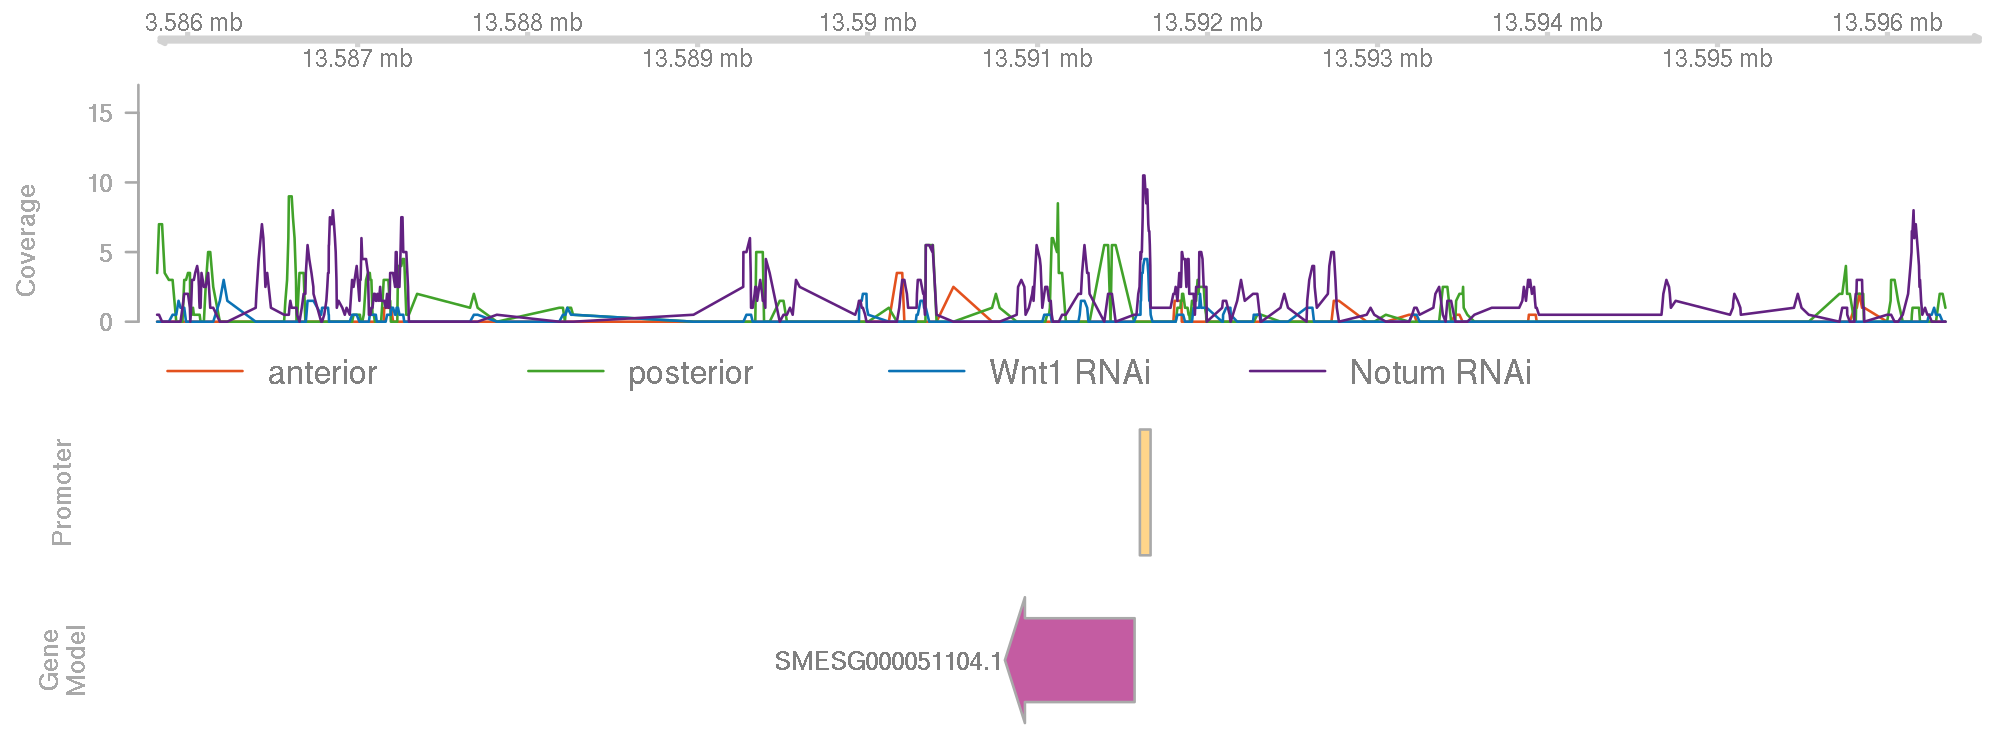 3.586 mb 13.588 mb 13.59 mb 13.592 mb 13.594 mb 13.596 mb
13.587 mb 13.589 mb 13.591 mb 13.593 mb 13.595 mb
15
10
5
0
Coverage
anterior posterior Wnt1 RNAi Notum RNAi
Promoter
Gene
Model
SMESG000051104.1